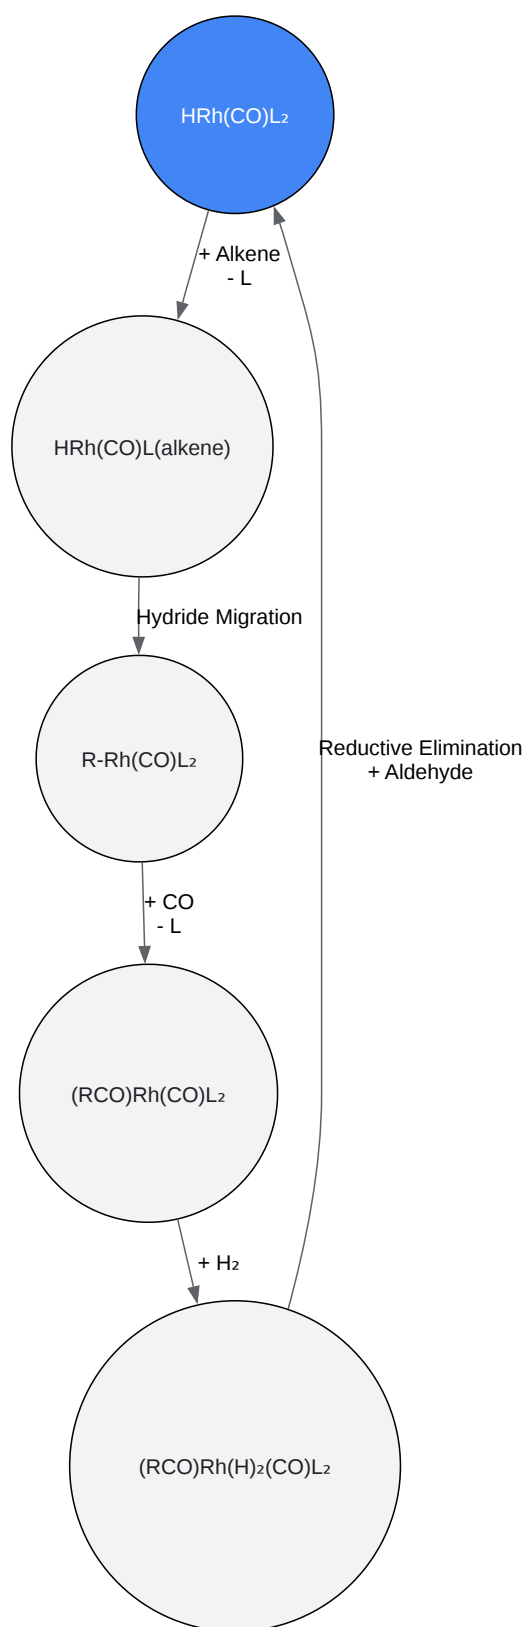 HRh(CO)L₂
+ Alkene
- L
HRh(CO)L(alkene)
Hydride Migration
R-Rh(CO)L₂
Reductive Elimination
+ Aldehyde
+ CO
- L
(RCO)Rh(CO)L₂
+ H₂
(RCO)Rh(H)₂(CO)L₂